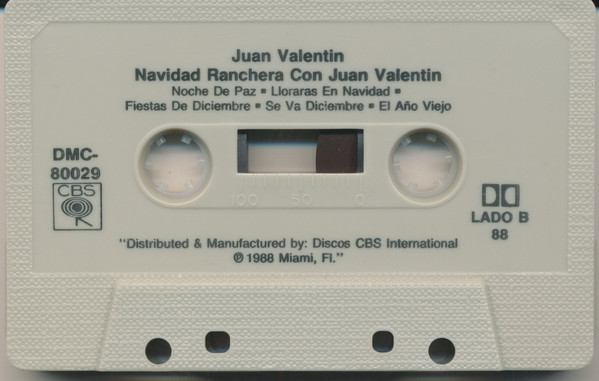 Juan Valentin
Navidad Ranchera Con Juan Valentin
Noche De Paz ▪ Lloraras En Navidad ▪
Fiestas De Diciembre ▪ Se Va Diciembre ▪ El Año Viejo
DMC-
80029
CBS
100 50 0
LADO B
88
"Distributed & Manufactured by: Discos CBS International
℗ 1988 Miami, Fl."